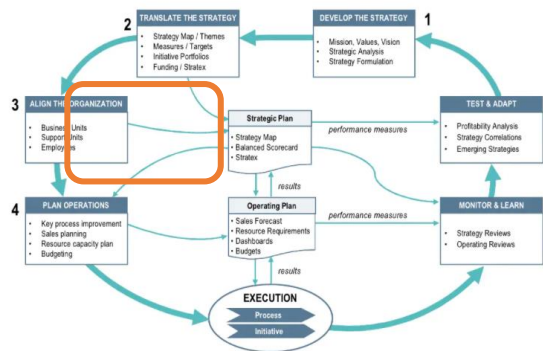 2
TRANSLATE THE STRATEGY
• Strategy Map / Themes
• Measures / Targets
• Initiative Portfolios
• Funding / Stratex
DEVELOP THE STRATEGY
1
• Mission, Values, Vision
• Strategic Analysis
• Strategy Formulation
3
ALIGN THE ORGANIZATION
• Business Units
• Support Units
• Employees
Strategic Plan
• Strategy Map
• Balanced Scorecard
• Stratex
performance measures
TEST & ADAPT
• Profitability Analysis
• Strategy Correlations
• Emerging Strategies
results
4
PLAN OPERATIONS
• Key process improvement
• Sales planning
• Resource capacity plan
• Budgeting
Operating Plan
• Sales Forecast
• Resource Requirements
• Dashboards
• Budgets
performance measures
MONITOR & LEARN
• Strategy Reviews
• Operating Reviews
results
EXECUTION
Process
Initiative